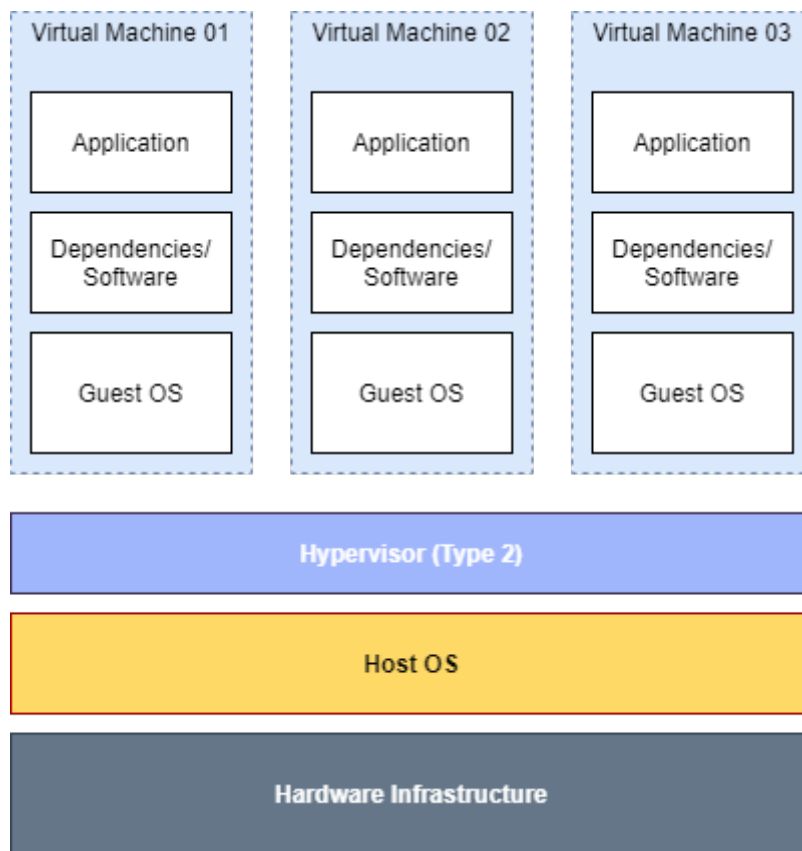 Virtual Machine 01
Virtual Machine 02
Virtual Machine 03
Application
Application
Application
Dependencies/
Software
Dependencies/
Software
Dependencies/
Software
Guest OS
Guest OS
Guest OS
Hypervisor (Type 2)
Host OS
Hardware Infrastructure